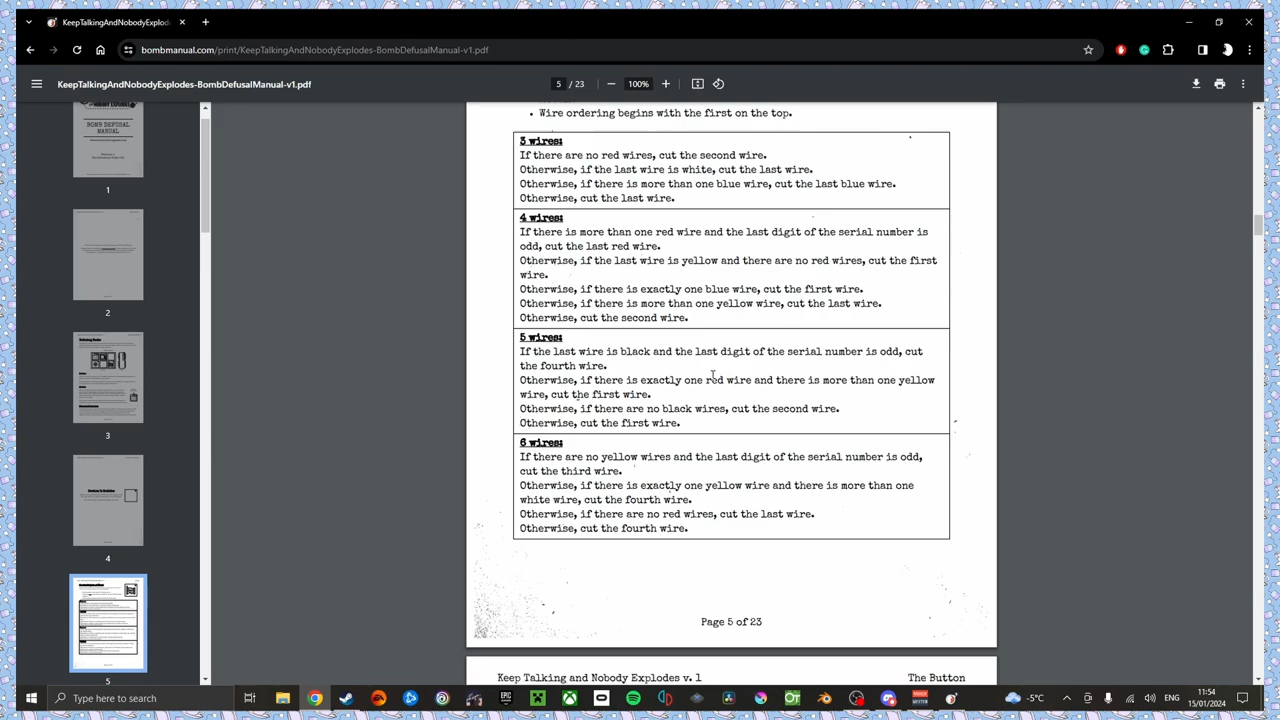 KeepTalkingAndNobodyExplod
bombmanual.com/print/KeepTalkingAndNobodyExplodes-BombDefusalManual-v1.pdf
KeepTalkingAndNobodyExplodes-BombDefusalManual-v1.pdf
5 / 23
100%
BOMB DEFUSAL
MANUAL
1
2
3
4
5
• Wire ordering begins with the first on the top.
3 wires:
If there are no red wires, cut the second wire.
Otherwise, if the last wire is white, cut the last wire.
Otherwise, if there is more than one blue wire, cut the last blue wire.
Otherwise, cut the last wire.
4 wires:
If there is more than one red wire and the last digit of the serial number is
odd, cut the last red wire.
Otherwise, if the last wire is yellow and there are no red wires, cut the first
wire.
Otherwise, if there is exactly one blue wire, cut the first wire.
Otherwise, if there is more than one yellow wire, cut the last wire.
Otherwise, cut the second wire.
5 wires:
If the last wire is black and the last digit of the serial number is odd, cut
the fourth wire.
Otherwise, if there is exactly one red wire and there is more than one yellow
wire, cut the first wire.
Otherwise, if there are no black wires, cut the second wire.
Otherwise, cut the first wire.
6 wires:
If there are no yellow wires and the last digit of the serial number is odd,
cut the third wire.
Otherwise, if there is exactly one yellow wire and there is more than one
white wire, cut the fourth wire.
Otherwise, if there are no red wires, cut the last wire.
Otherwise, cut the fourth wire.
Page 5 of 23
Keep Talking and Nobody Explodes v. 1
The Button
Type here to search
-5°C
ENG
11:54
15/01/2024